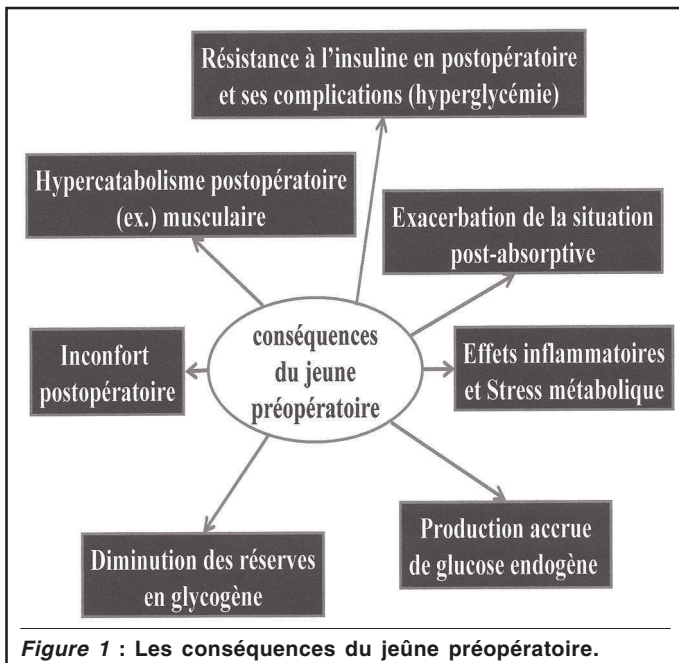 Résistance à l'insuline en postopératoire
et ses complications (hyperglycémie)
Hypercatabolisme postopératoire
(ex.) musculaire
Exacerbation de la situation
post-absorptive
conséquences
du jeune
préopératoire
Inconfort
postopératoire
Effets inflammatoires
et Stress métabolique
Diminution des réserves
en glycogène
Production accrue
de glucose endogène
Figure 1 : Les conséquences du jeûne préopératoire.